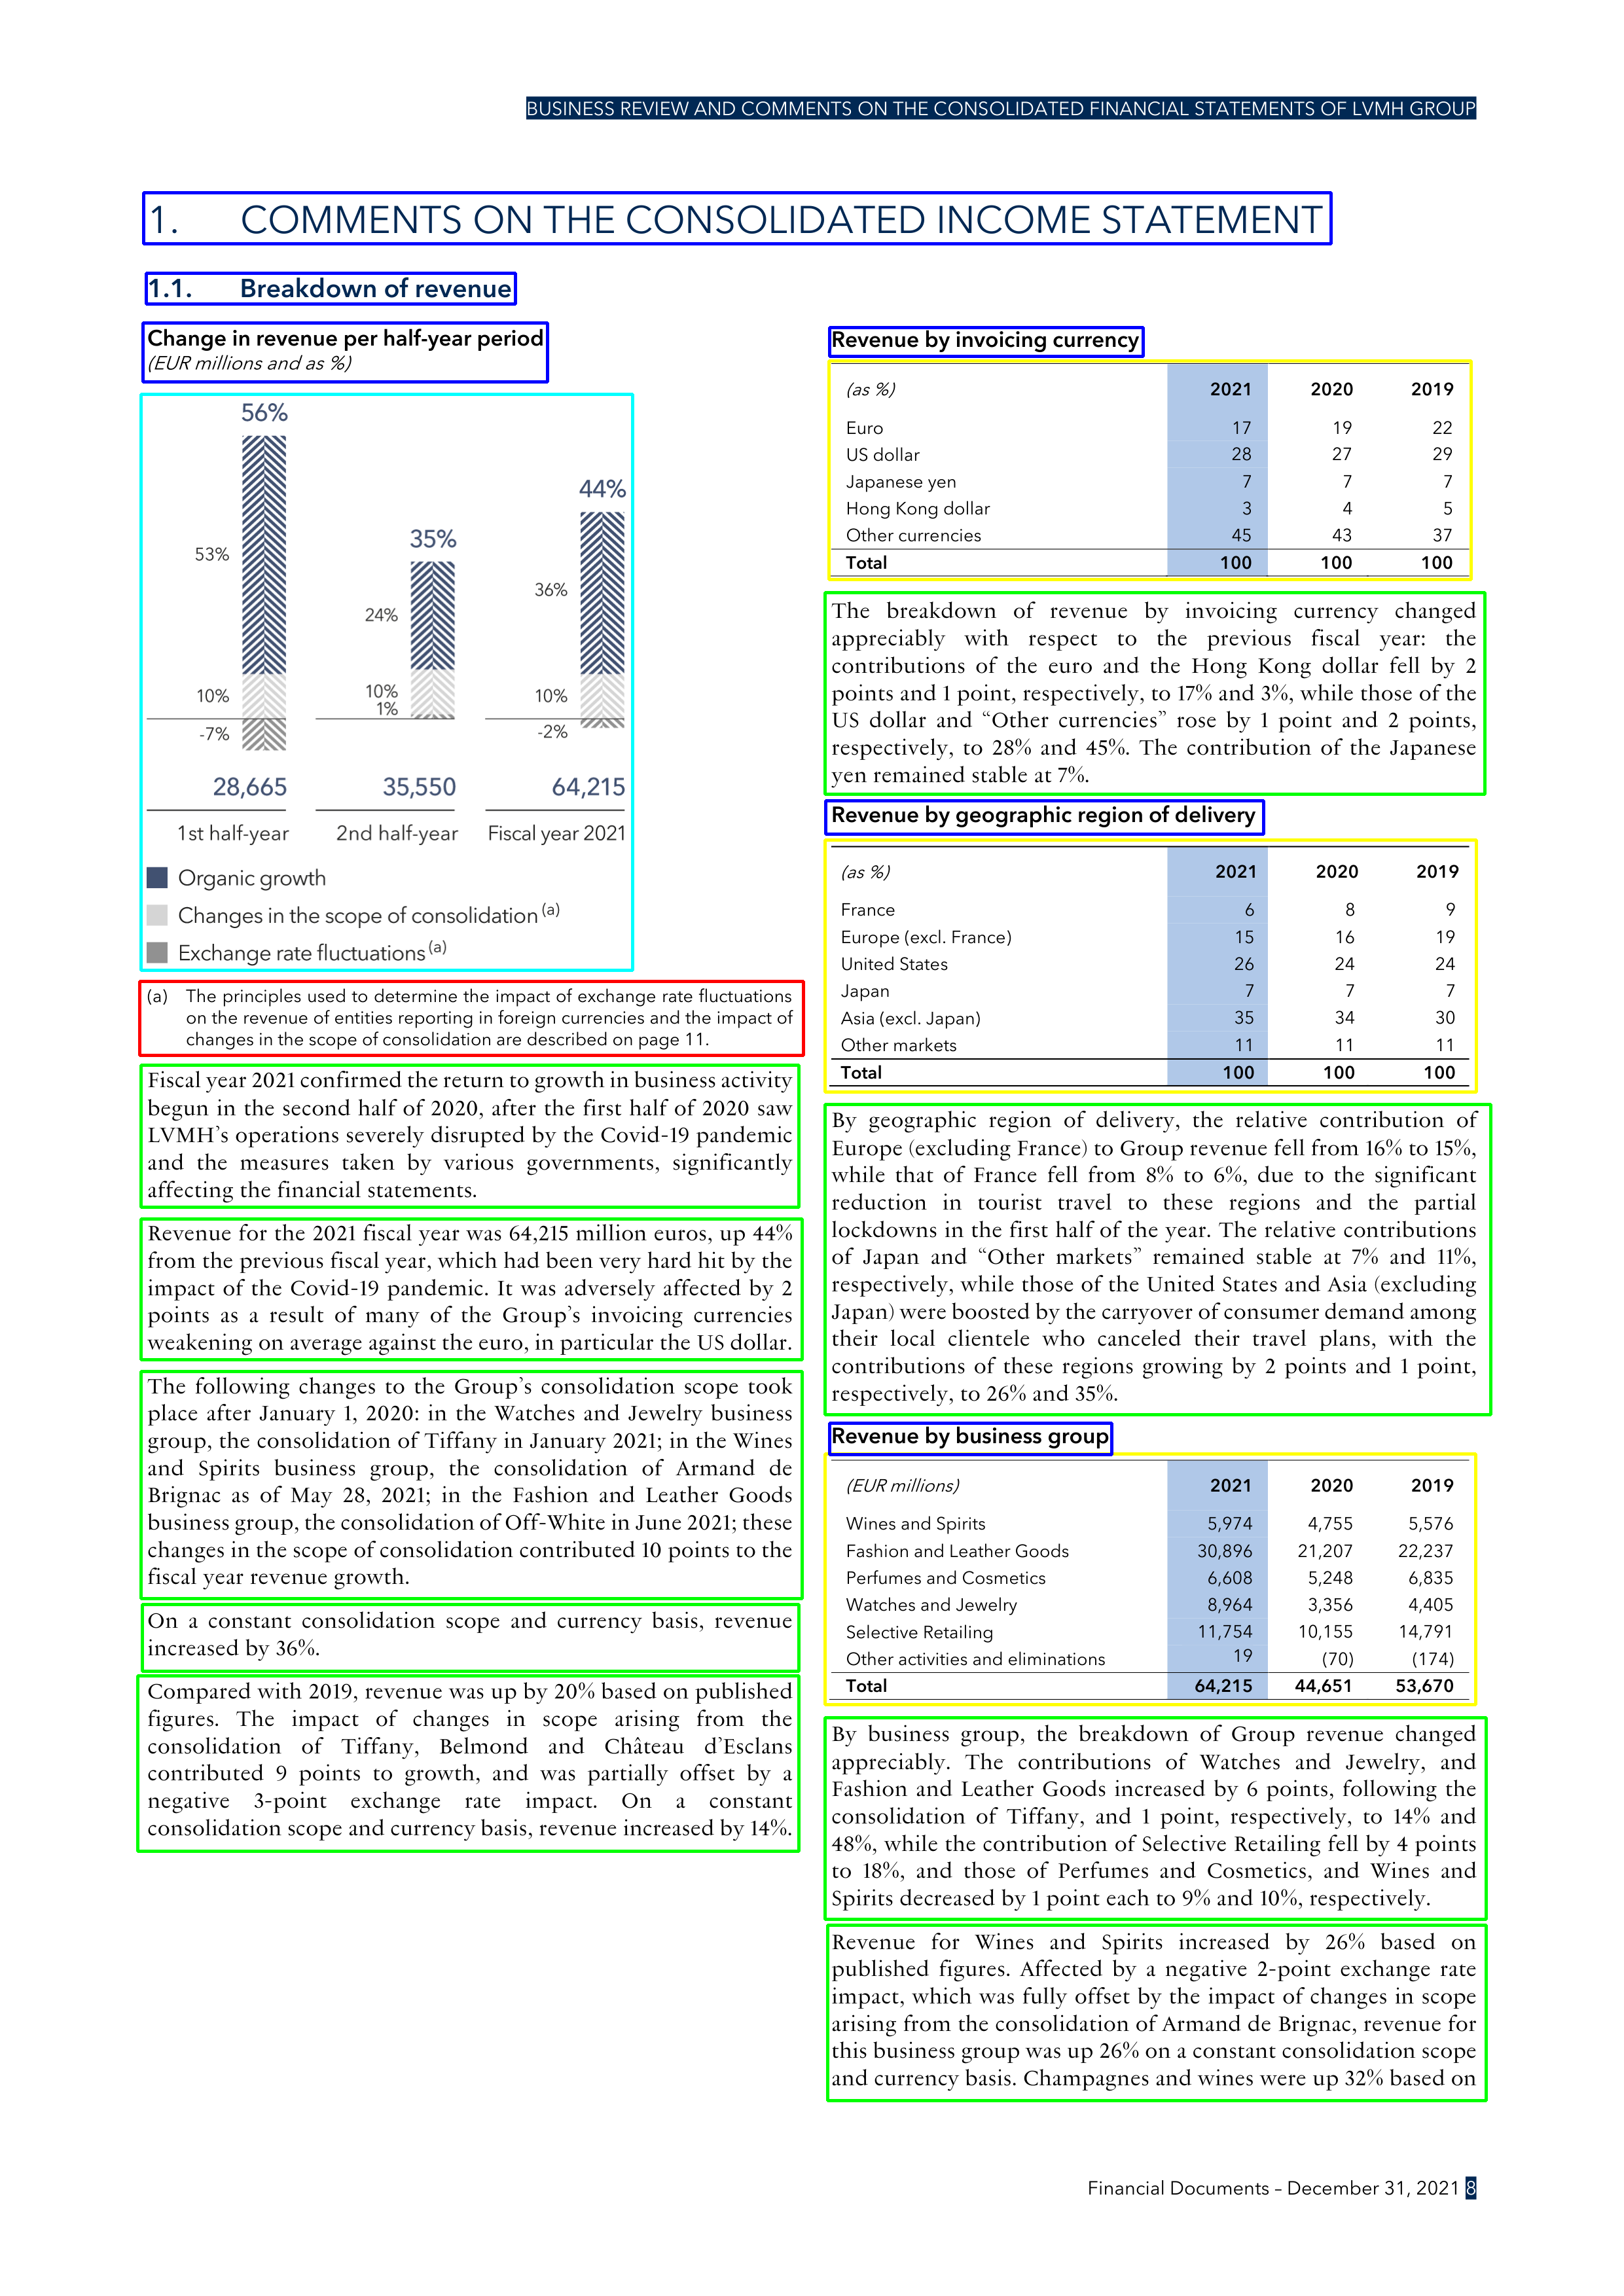 BUSINESS REVIEW AND COMMENTS ON THE CONSOLIDATED FINANCIAL STATEMENTS OF LVMH GROUP
1. COMMENTS ON THE CONSOLIDATED INCOME STATEMENT
1.1. Breakdown of revenue
Change in revenue per half-year period
(EUR millions and as %)
56%
44%
35%
53%
36%
24%
10% 10% 10%
1%
-7% -2%
28,665 35,550 64,215
1st half-year 2nd half-year Fiscal year 2021
Organic growth
Changes in the scope of consolidation (a)
Exchange rate fluctuations (a)
(a) The principles used to determine the impact of exchange rate fluctuations
on the revenue of entities reporting in foreign currencies and the impact of
changes in the scope of consolidation are described on page 11.
Fiscal year 2021 confirmed the return to growth in business activity
begun in the second half of 2020, after the first half of 2020 saw
LVMH’s operations severely disrupted by the Covid-19 pandemic
and the measures taken by various governments, significantly
affecting the financial statements.
Revenue for the 2021 fiscal year was 64,215 million euros, up 44%
from the previous fiscal year, which had been very hard hit by the
impact of the Covid-19 pandemic. It was adversely affected by 2
points as a result of many of the Group’s invoicing currencies
weakening on average against the euro, in particular the US dollar.
The following changes to the Group’s consolidation scope took
place after January 1, 2020: in the Watches and Jewelry business
group, the consolidation of Tiffany in January 2021; in the Wines
and Spirits business group, the consolidation of Armand de
Brignac as of May 28, 2021; in the Fashion and Leather Goods
business group, the consolidation of Off-White in June 2021; these
changes in the scope of consolidation contributed 10 points to the
fiscal year revenue growth.
On a constant consolidation scope and currency basis, revenue
increased by 36%.
Compared with 2019, revenue was up by 20% based on published
figures. The impact of changes in scope arising from the
consolidation of Tiffany, Belmond and Château d’Esclans
contributed 9 points to growth, and was partially offset by a
negative 3-point exchange rate impact. On a constant
consolidation scope and currency basis, revenue increased by 14%.
Revenue by invoicing currency
(as %) 2021 2020 2019
Euro 17 19 22
US dollar 28 27 29
Japanese yen 7 7 7
Hong Kong dollar 3 4 5
Other currencies 45 43 37
Total 100 100 100
The breakdown of revenue by invoicing currency changed
appreciably with respect to the previous fiscal year: the
contributions of the euro and the Hong Kong dollar fell by 2
points and 1 point, respectively, to 17% and 3%, while those of the
US dollar and “Other currencies” rose by 1 point and 2 points,
respectively, to 28% and 45%. The contribution of the Japanese
yen remained stable at 7%.
Revenue by geographic region of delivery
(as %) 2021 2020 2019
France 6 8 9
Europe (excl. France) 15 16 19
United States 26 24 24
Japan 7 7 7
Asia (excl. Japan) 35 34 30
Other markets 11 11 11
Total 100 100 100
By geographic region of delivery, the relative contribution of
Europe (excluding France) to Group revenue fell from 16% to 15%,
while that of France fell from 8% to 6%, due to the significant
reduction in tourist travel to these regions and the partial
lockdowns in the first half of the year. The relative contributions
of Japan and “Other markets” remained stable at 7% and 11%,
respectively, while those of the United States and Asia (excluding
Japan) were boosted by the carryover of consumer demand among
their local clientele who canceled their travel plans, with the
contributions of these regions growing by 2 points and 1 point,
respectively, to 26% and 35%.
Revenue by business group
(EUR millions) 2021 2020 2019
Wines and Spirits 5,974 4,755 5,576
Fashion and Leather Goods 30,896 21,207 22,237
Perfumes and Cosmetics 6,608 5,248 6,835
Watches and Jewelry 8,964 3,356 4,405
Selective Retailing 11,754 10,155 14,791
Other activities and eliminations 19 (70) (174)
Total 64,215 44,651 53,670
By business group, the breakdown of Group revenue changed
appreciably. The contributions of Watches and Jewelry, and
Fashion and Leather Goods increased by 6 points, following the
consolidation of Tiffany, and 1 point, respectively, to 14% and
48%, while the contribution of Selective Retailing fell by 4 points
to 18%, and those of Perfumes and Cosmetics, and Wines and
Spirits decreased by 1 point each to 9% and 10%, respectively.
Revenue for Wines and Spirits increased by 26% based on
published figures. Affected by a negative 2-point exchange rate
impact, which was fully offset by the impact of changes in scope
arising from the consolidation of Armand de Brignac, revenue for
this business group was up 26% on a constant consolidation scope
and currency basis. Champagnes and wines were up 32% based on
Financial Documents – December 31, 2021 8